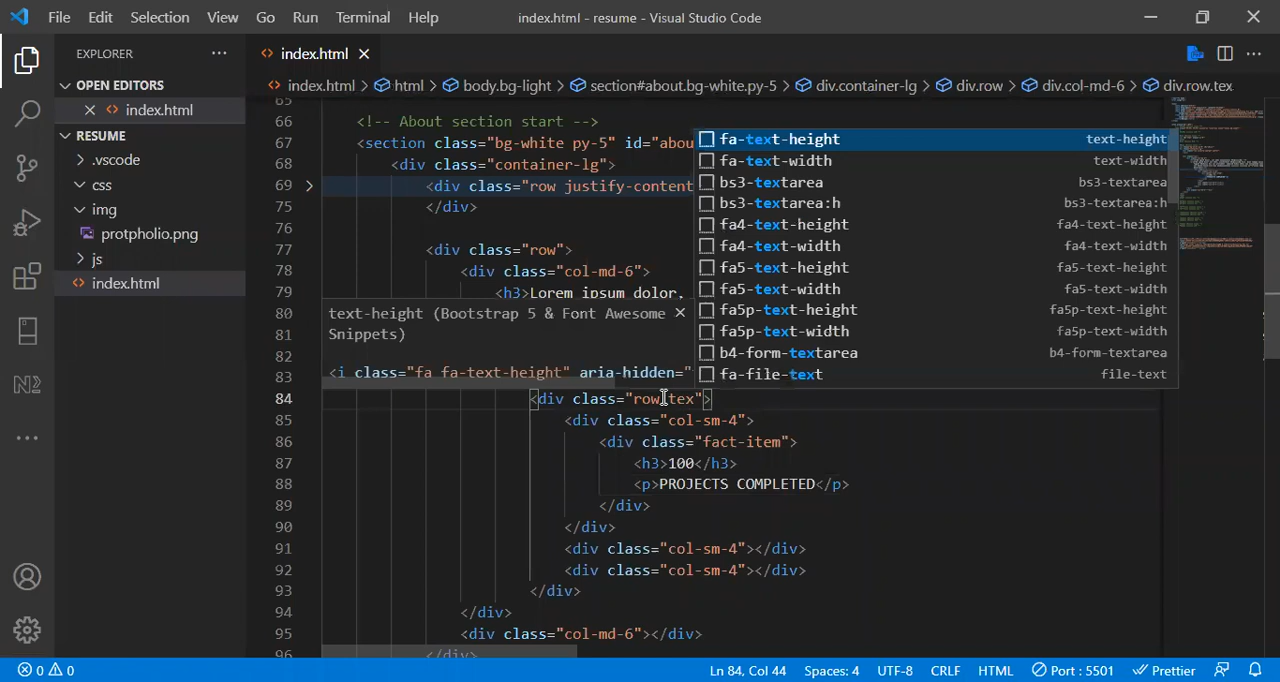 File Edit Selection View Go Run Terminal Help index.html - resume - Visual Studio Code
EXPLORER
OPEN EDITORS
index.html
RESUME
.vscode
css
img
protpholio.png
js
index.html
index.html
index.html html body.bg-light section#about.bg-white.py-5 div.container-lg div.row div.col-md-6 div.row.tex
65
66 <!-- About section start -->
67 <section class="bg-white py-5" id="abou
68 <div class="container-lg">
69 <div class="row justify-content
75 </div>
76
77 <div class="row">
78 <div class="col-md-6">
79 <h3>Lorem ipsum dolor,
80
81
82
83
84 <div class="row tex">
85 <div class="col-sm-4">
86 <div class="fact-item">
87 <h3>100</h3>
88 <p>PROJECTS COMPLETED</p>
89 </div>
90 </div>
91 <div class="col-sm-4"></div>
92 <div class="col-sm-4"></div>
93 </div>
94 </div>
95 <div class="col-md-6"></div>
96 </div>
text-height (Bootstrap 5 & Font Awesome
Snippets)
<i class="fa fa-text-height" aria-hidden="
fa-text-height text-height
fa-text-width text-width
bs3-textarea bs3-textarea
bs3-textarea:h bs3-textarea:h
fa4-text-height fa4-text-height
fa4-text-width fa4-text-width
fa5-text-height fa5-text-height
fa5-text-width fa5-text-width
fa5p-text-height fa5p-text-height
fa5p-text-width fa5p-text-width
b4-form-textarea b4-form-textarea
fa-file-text file-text
0 0 Ln 84, Col 44 Spaces: 4 UTF-8 CRLF HTML Port : 5501 Prettier